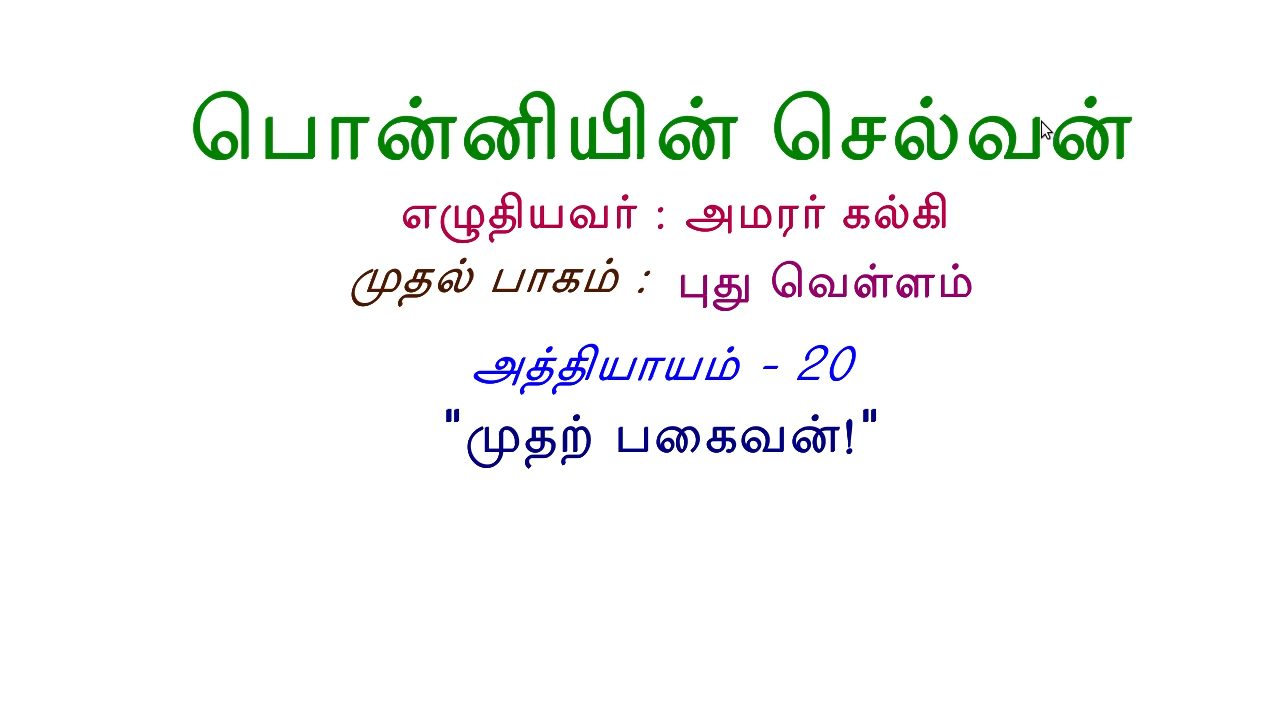 பொன்னியின் செல்வன்
எழுதியவர் : அமரர் கல்கி
முதல் பாகம் : புது வெள்ளம்
அத்தியாயம் - 20
"முதற் பகைவன்!"